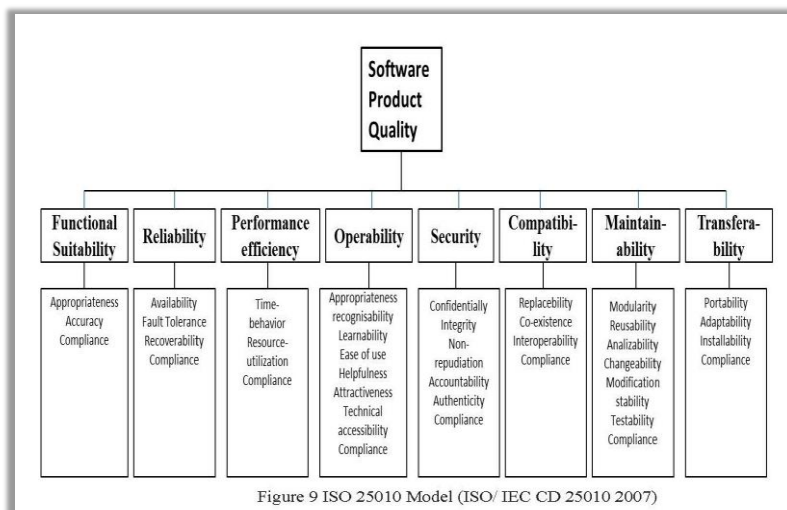 Software
Product
Quality
Functional
Suitability
Reliability
Performance
efficiency
Operability
Security
Compatibi-
lity
Maintain-
ability
Transfera-
bility
Appropriateness
Accuracy
Compliance
Availability
Fault Tolerance
Recoverability
Compliance
Time-
behavior
Resource-
utilization
Compliance
Appropriateness
recognisability
Learnability
Ease of use
Helpfulness
Attractiveness
Technical
accessibility
Compliance
Confidentially
Integrity
Non-
repudiation
Accountability
Authenticity
Compliance
Replacebility
Co-existence
Interoperability
Compliance
Modularity
Reusability
Analizability
Changeability
Modification
stability
Testability
Compliance
Portability
Adaptability
Installability
Compliance
Figure 9 ISO 25010 Model (ISO/ IEC CD 25010 2007)